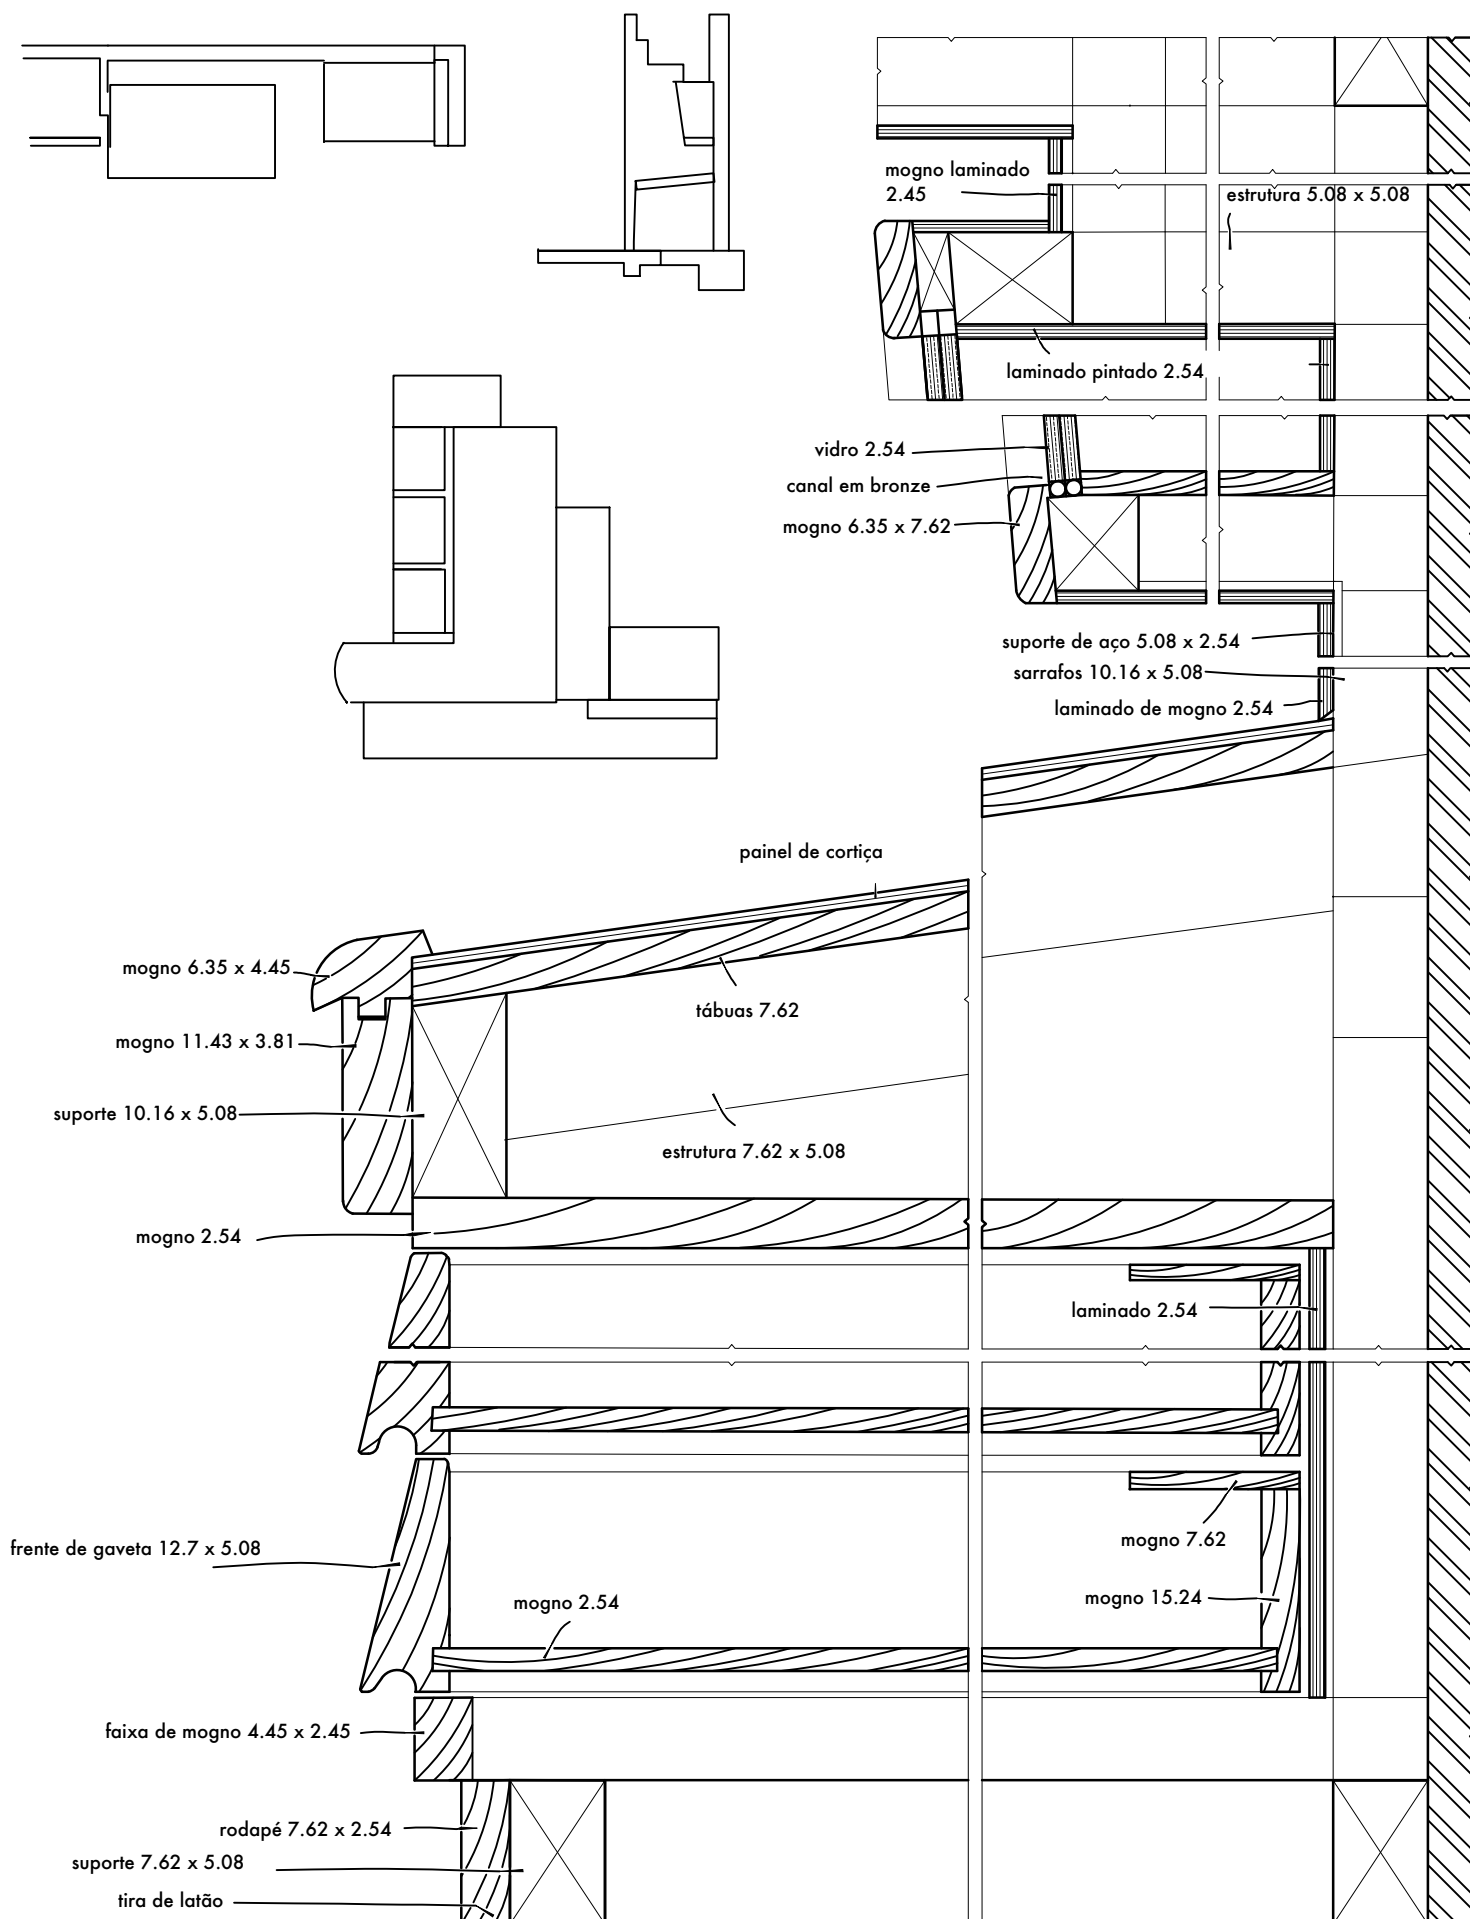 mogno laminado
2.45
estrutura 5.08 x 5.08
laminado pintado 2.54
vidro 2.54
canal em bronze
mogno 6.35 x 7.62
suporte de aço 5.08 x 2.54
sarrafos 10.16 x 5.08
laminado de mogno 2.54
painel de cortiça
mogno 6.35 x 4.45
tábuas 7.62
mogno 11.43 x 3.81
suporte 10.16 x 5.08
estrutura 7.62 x 5.08
mogno 2.54
laminado 2.54
mogno 7.62
frente de gaveta 12.7 x 5.08
mogno 15.24
mogno 2.54
faixa de mogno 4.45 x 2.45
rodapé 7.62 x 2.54
suporte 7.62 x 5.08
tira de latão